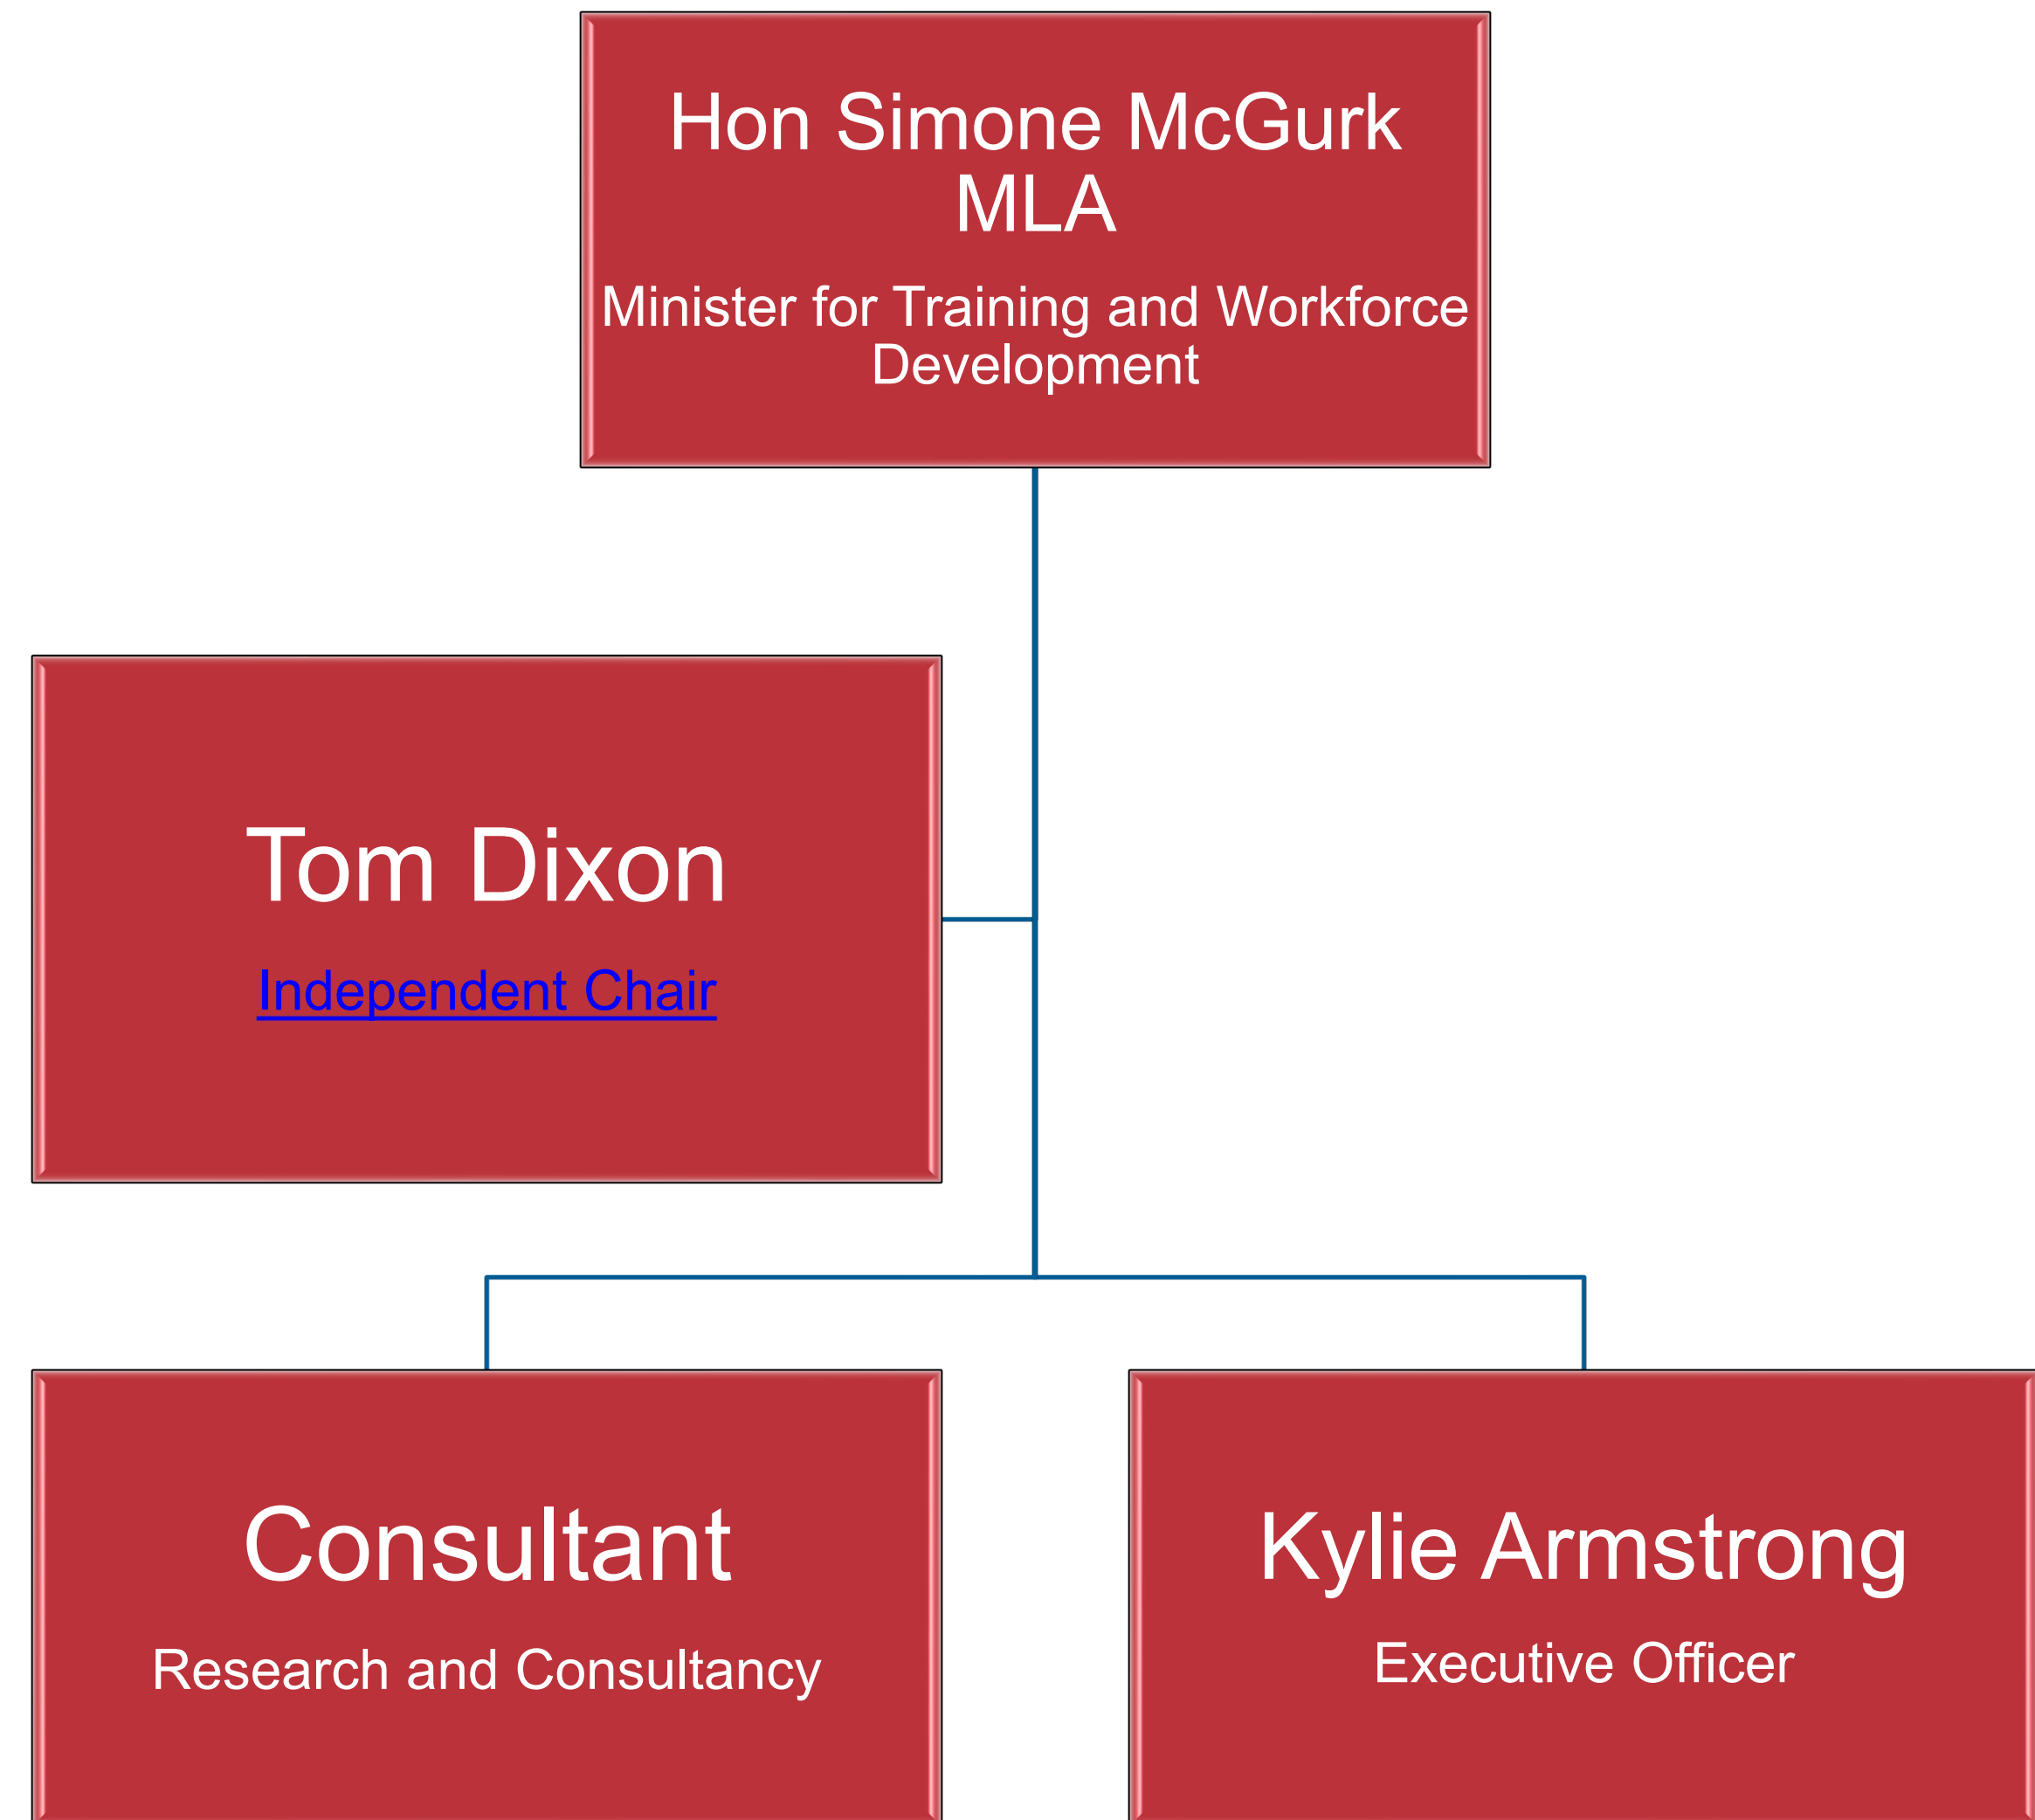 Hon Simone McGurk
MLA
Minister for Training and Workforce
Development
Tom Dixon
Independent Chair
Consultant
Research and Consultancy
Kylie Armstrong
Executive Officer